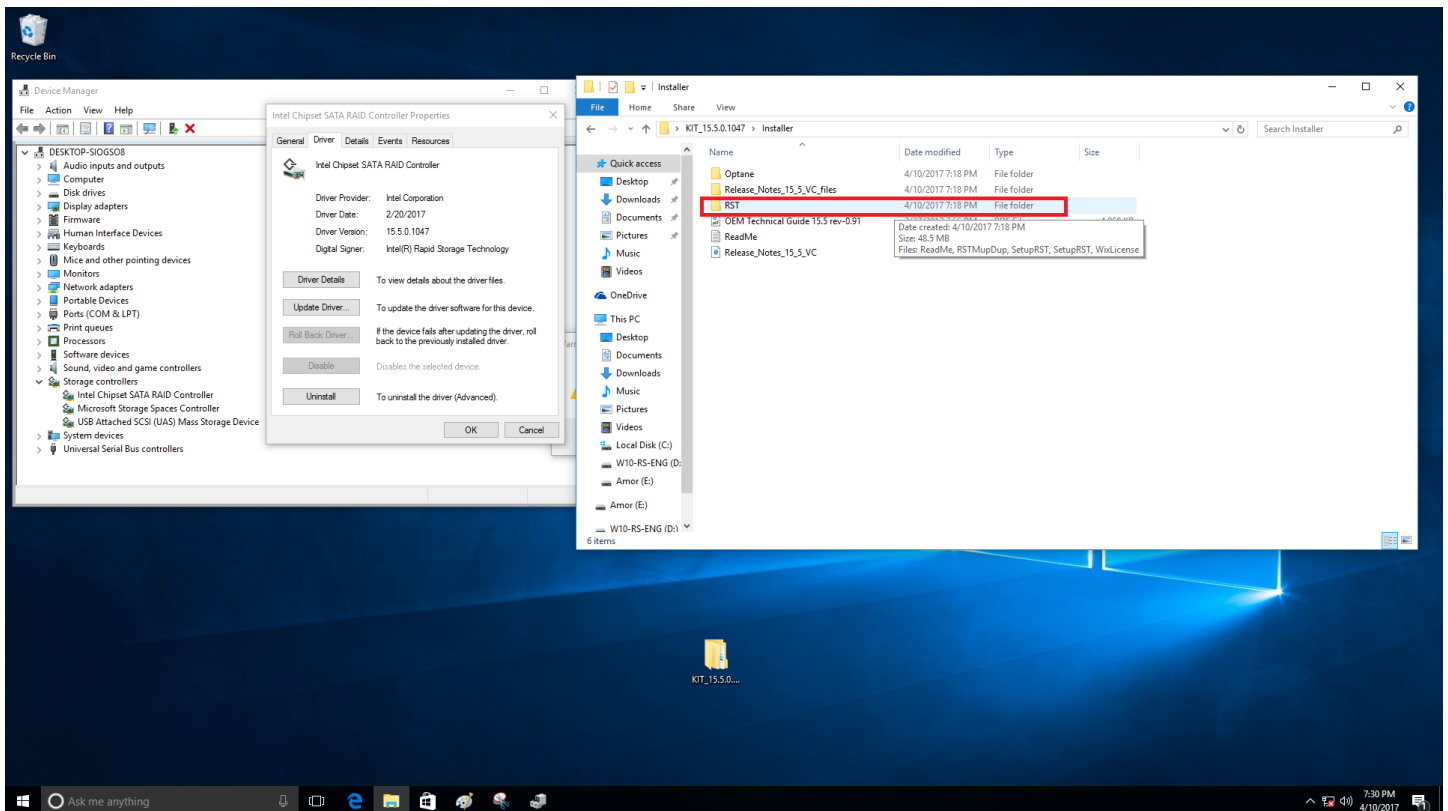 Recycle Bin
Device Manager
File Action View Help
DESKTOP-SIOGSO8
Audio inputs and outputs
Computer
Disk drives
Display adapters
Firmware
Human Interface Devices
Keyboards
Mice and other pointing devices
Monitors
Network adapters
Portable Devices
Ports (COM & LPT)
Print queues
Processors
Software devices
Sound, video and game controllers
Storage controllers
Intel Chipset SATA RAID Controller
Microsoft Storage Spaces Controller
USB Attached SCSI (UAS) Mass Storage Device
System devices
Universal Serial Bus controllers
Intel Chipset SATA RAID Controller Properties
General Driver Details Events Resources
Intel Chipset SATA RAID Controller
Driver Provider: Intel Corporation
Driver Date: 2/20/2017
Driver Version: 15.5.0.1047
Digital Signer: Intel(R) Rapid Storage Technology
Driver Details To view details about the driver files.
Update Driver... To update the driver software for this device.
Roll Back Driver... If the device fails after updating the driver, roll
back to the previously installed driver.
Disable Disables the selected device.
Uninstall To uninstall the driver (Advanced).
OK Cancel
Installer
File Home Share View
KIT_15.5.0.1047 > Installer
Search Installer
Quick access
Desktop
Downloads
Documents
Pictures
Music
Videos
OneDrive
This PC
Desktop
Documents
Downloads
Music
Pictures
Videos
Local Disk (C:)
W10-RS-ENG (D:
Amor (E:)
Amor (E:)
W10-RS-ENG (D:)
6 items
Name Date modified Type Size
Optane 4/10/2017 7:18 PM File folder
Release_Notes_15_5_VC_files 4/10/2017 7:18 PM File folder
RST 4/10/2017 7:18 PM File folder
OEM Technical Guide 15.5 rev-0.91
ReadMe
Release_Notes_15_5_VC
Date created: 4/10/2017 7:18 PM
Size: 48.5 MB
Files: ReadMe, RSTMupDup, SetupRST, SetupRST, WixLicense
KIT_15.5.0....
Ask me anything
7:30 PM
4/10/2017